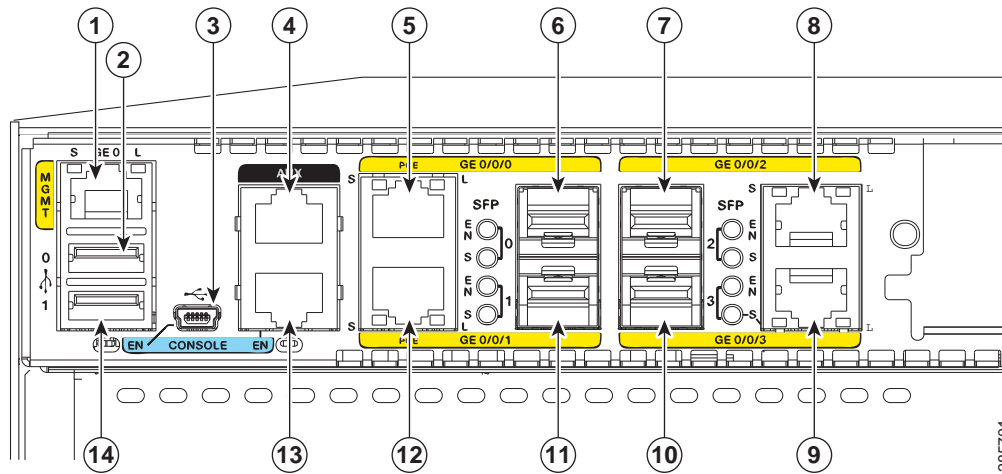 1 2 3 4 5 6 7 8
S GE 0 L
AUX
POE GE 0/0/0
GE 0/0/2
MGMT
S L
SFP
SFP
S L
EN
0
S
EN
2
S
0
1
EN
1
S
EN
3
S
S L
S L
EN CONSOLE EN
POE GE 0/0/1
GE 0/0/3
14 13 12 11 10 9